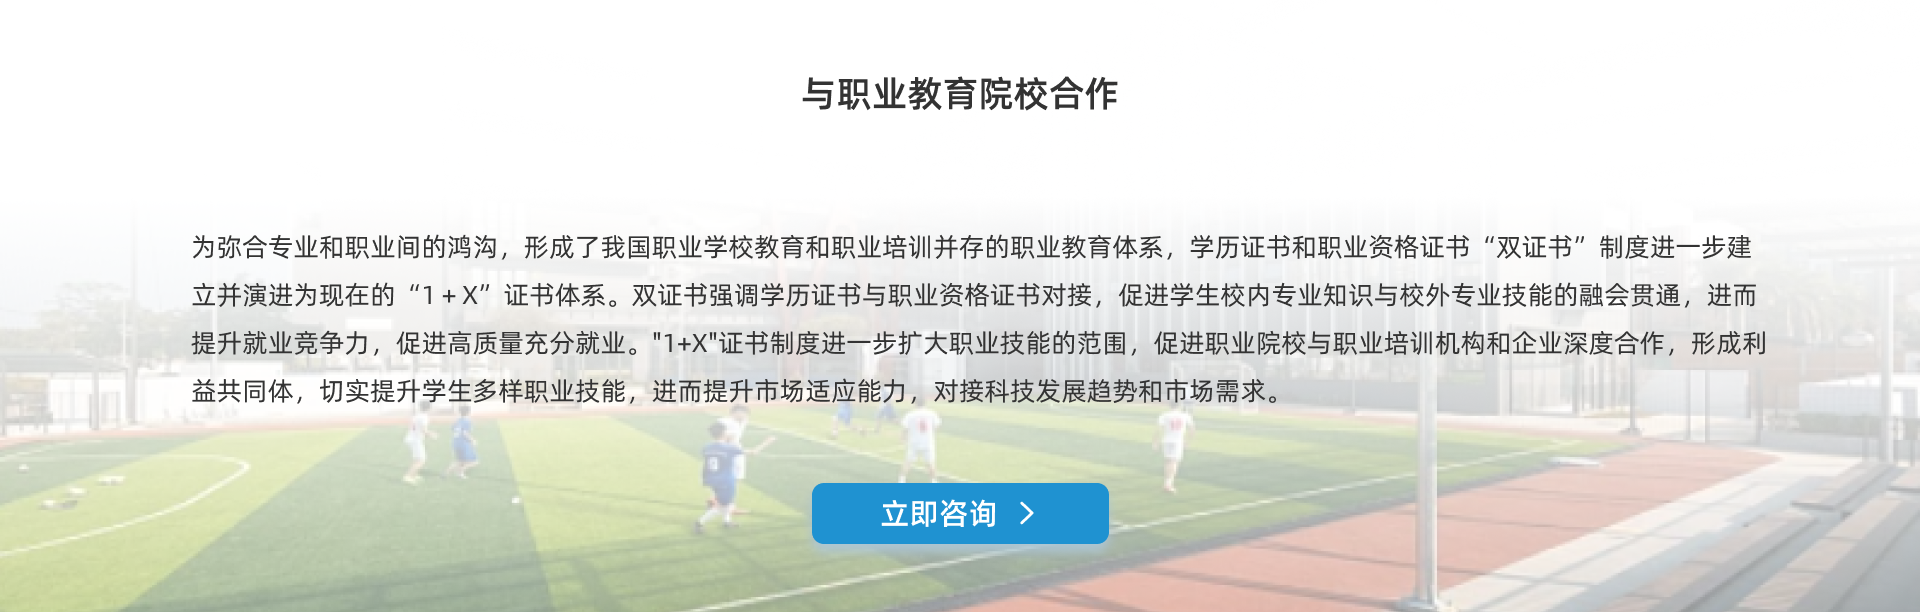 与职业教育院校合作
为弥合专业和职业间的鸿沟，形成了我国职业学校教育和职业培训并存的职业教育体系，学历证书和职业资格证书“双证书”制度进一步建
立并演进为现在的“1 + X”证书体系。双证书强调学历证书与职业资格证书对接，促进学生校内专业知识与校外专业技能的融会贯通，进而
提升就业竞争力，促进高质量充分就业。"1+X"证书制度进一步扩大职业技能的范围，促进职业院校与职业培训机构和企业深度合作，形成利
益共同体，切实提升学生多样职业技能，进而提升市场适应能力，对接科技发展趋势和市场需求。
立即咨询 >